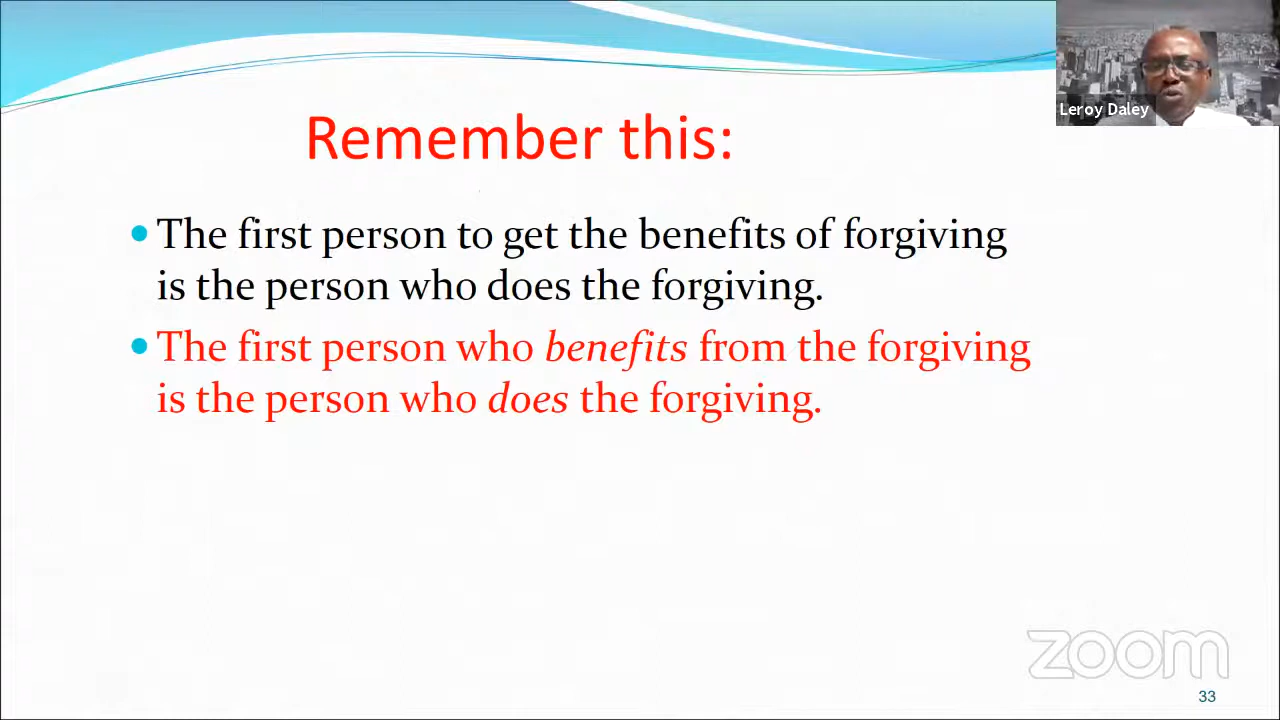 Leroy Daley
Remember this:
The first person to get the benefits of forgiving
is the person who does the forgiving.
The first person who benefits from the forgiving
is the person who does the forgiving.
zoom
33